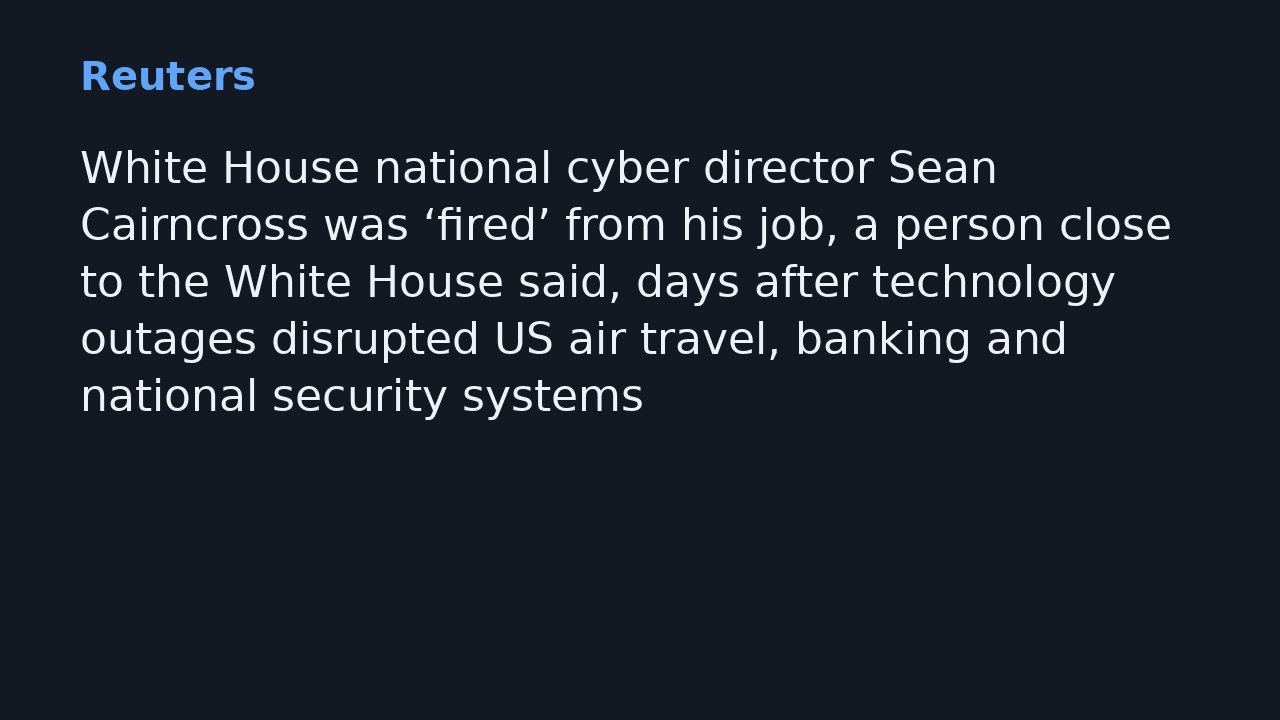 Reuters
White House national cyber director Sean
Cairncross was ‘fired’ from his job, a person close
to the White House said, days after technology
outages disrupted US air travel, banking and
national security systems